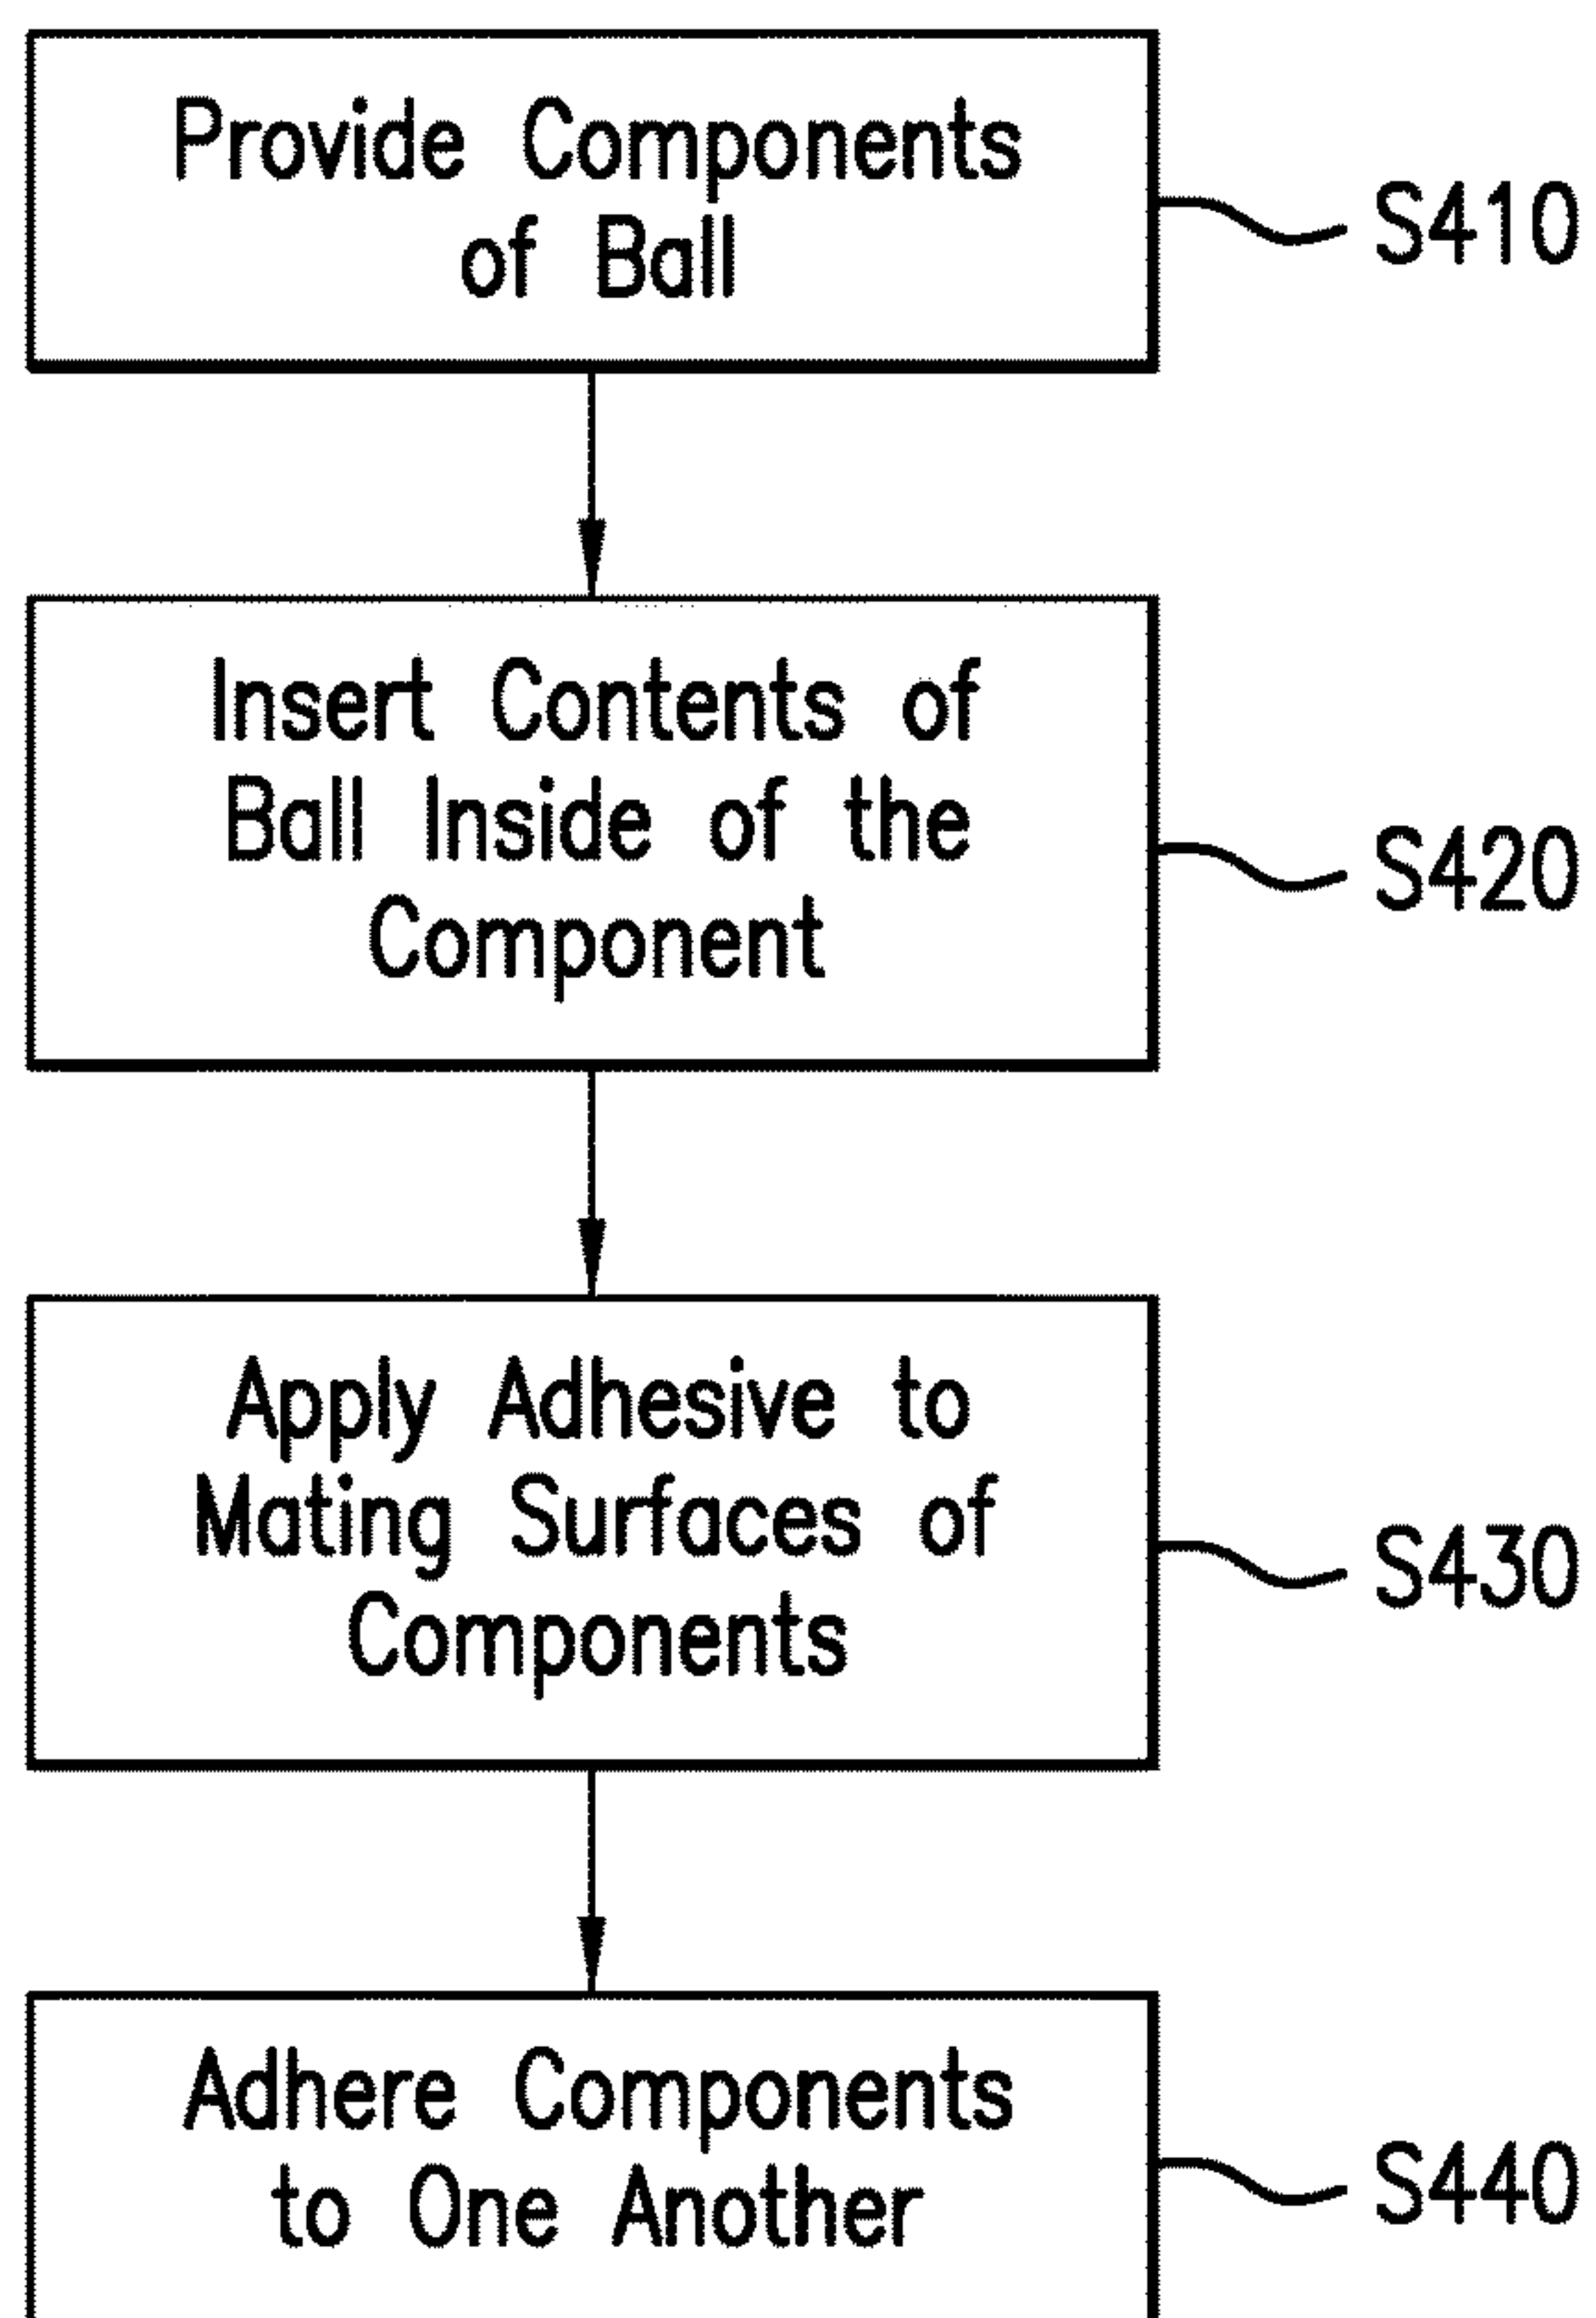 Provide Components
of Ball
S410
Insert Contents of
Ball Inside of the
Component
S420
Apply Adhesive to
Mating Surfaces of
Components
S430
Adhere Components
to One Another
S440